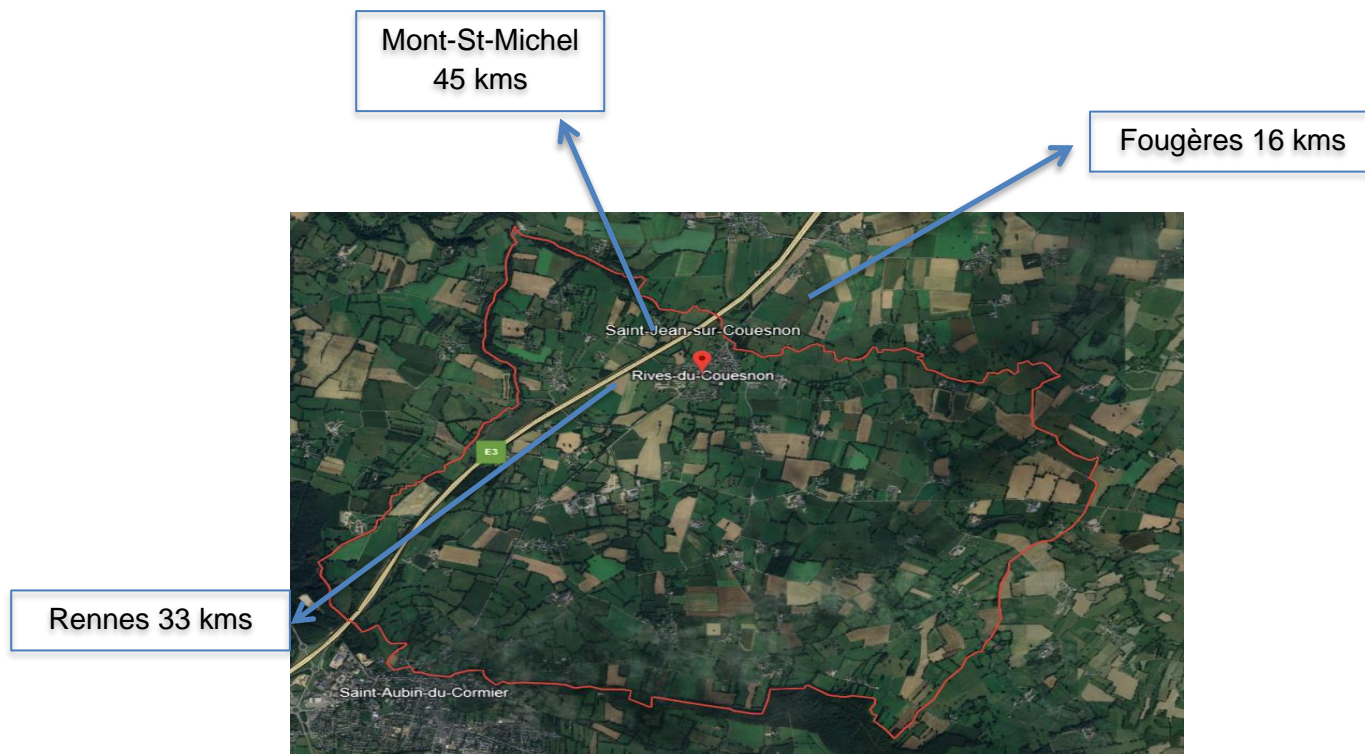 Mont-St-Michel
45 kms
Fougères 16 kms
Saint-Jean-sur-Couesnon
Rives-du-Couesnon
E3
Rennes 33 kms
Saint-Aubin-du-Cormier